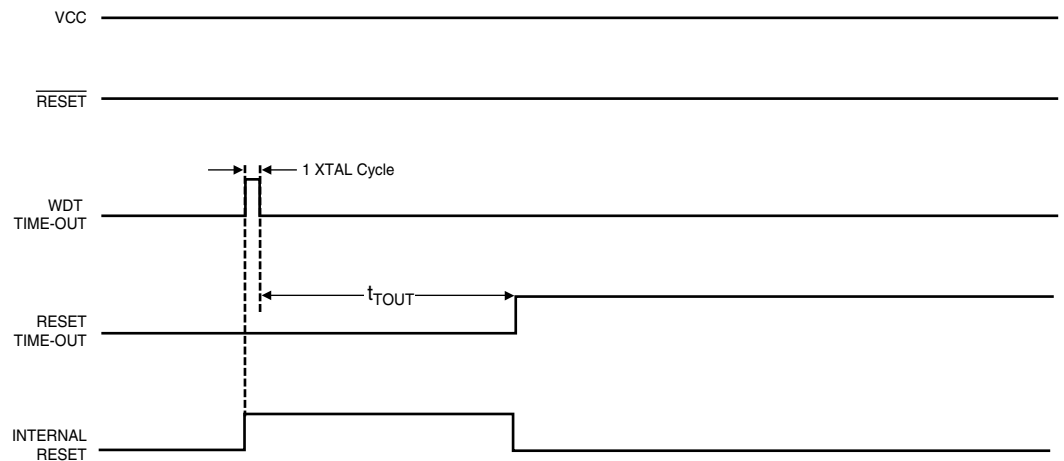 VCC
RESET
1 XTAL Cycle
WDT
TIME-OUT
tTOUT
RESET
TIME-OUT
INTERNAL
RESET